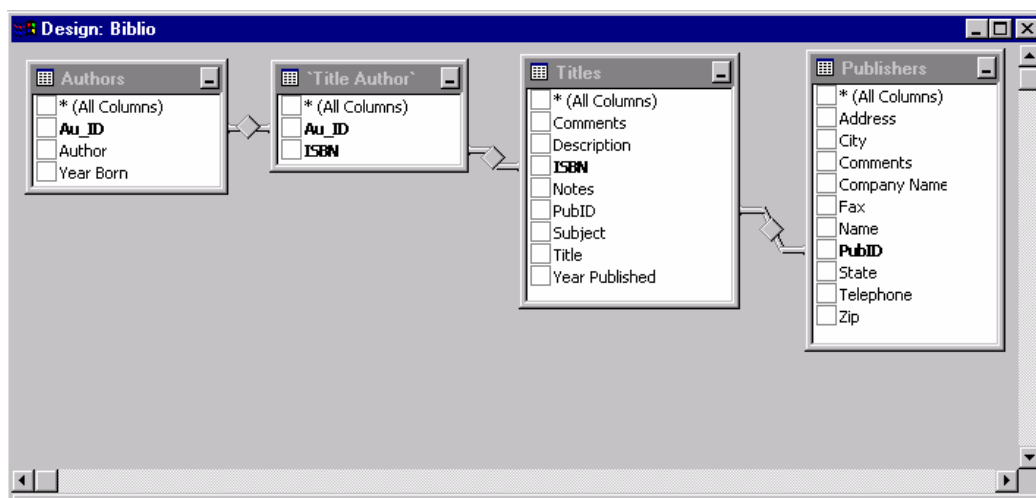 Design: Biblio
Authors
* (All Columns)
Au_ID
Author
Year Born
`Title Author`
* (All Columns)
Au_ID
ISBN
Titles
* (All Columns)
Comments
Description
ISBN
Notes
PubID
Subject
Title
Year Published
Publishers
* (All Columns)
Address
City
Comments
Company Name
Fax
Name
PubID
State
Telephone
Zip